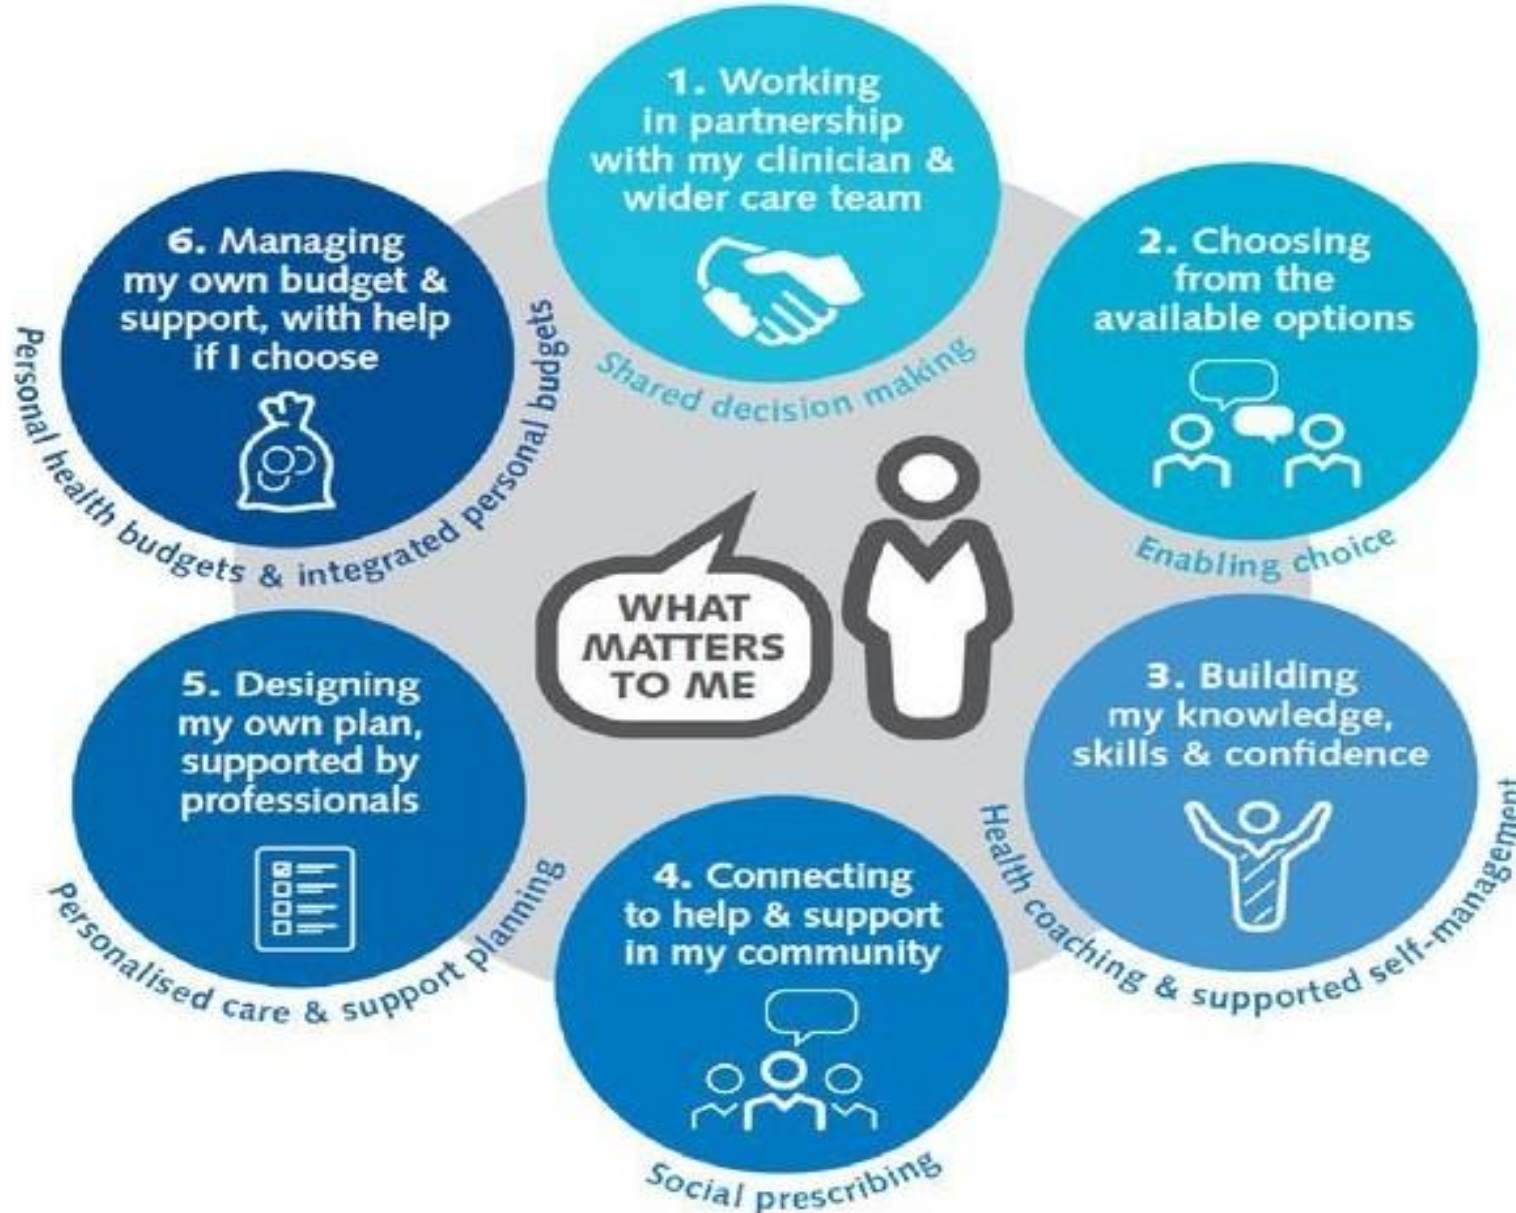 1. Working
in partnership
with my clinician &
wider care team
Shared decision making
2. Choosing
from the
available options
Enabling choice
3. Building
my knowledge,
skills & confidence
Health coaching & supported self-management
4. Connecting
to help & support
in my community
Social prescribing
5. Designing
my own plan,
supported by
professionals
Personalised care & support planning
6. Managing
my own budget &
support, with help
if I choose
Personal health budgets & integrated personal budgets
WHAT
MATTERS
TO ME